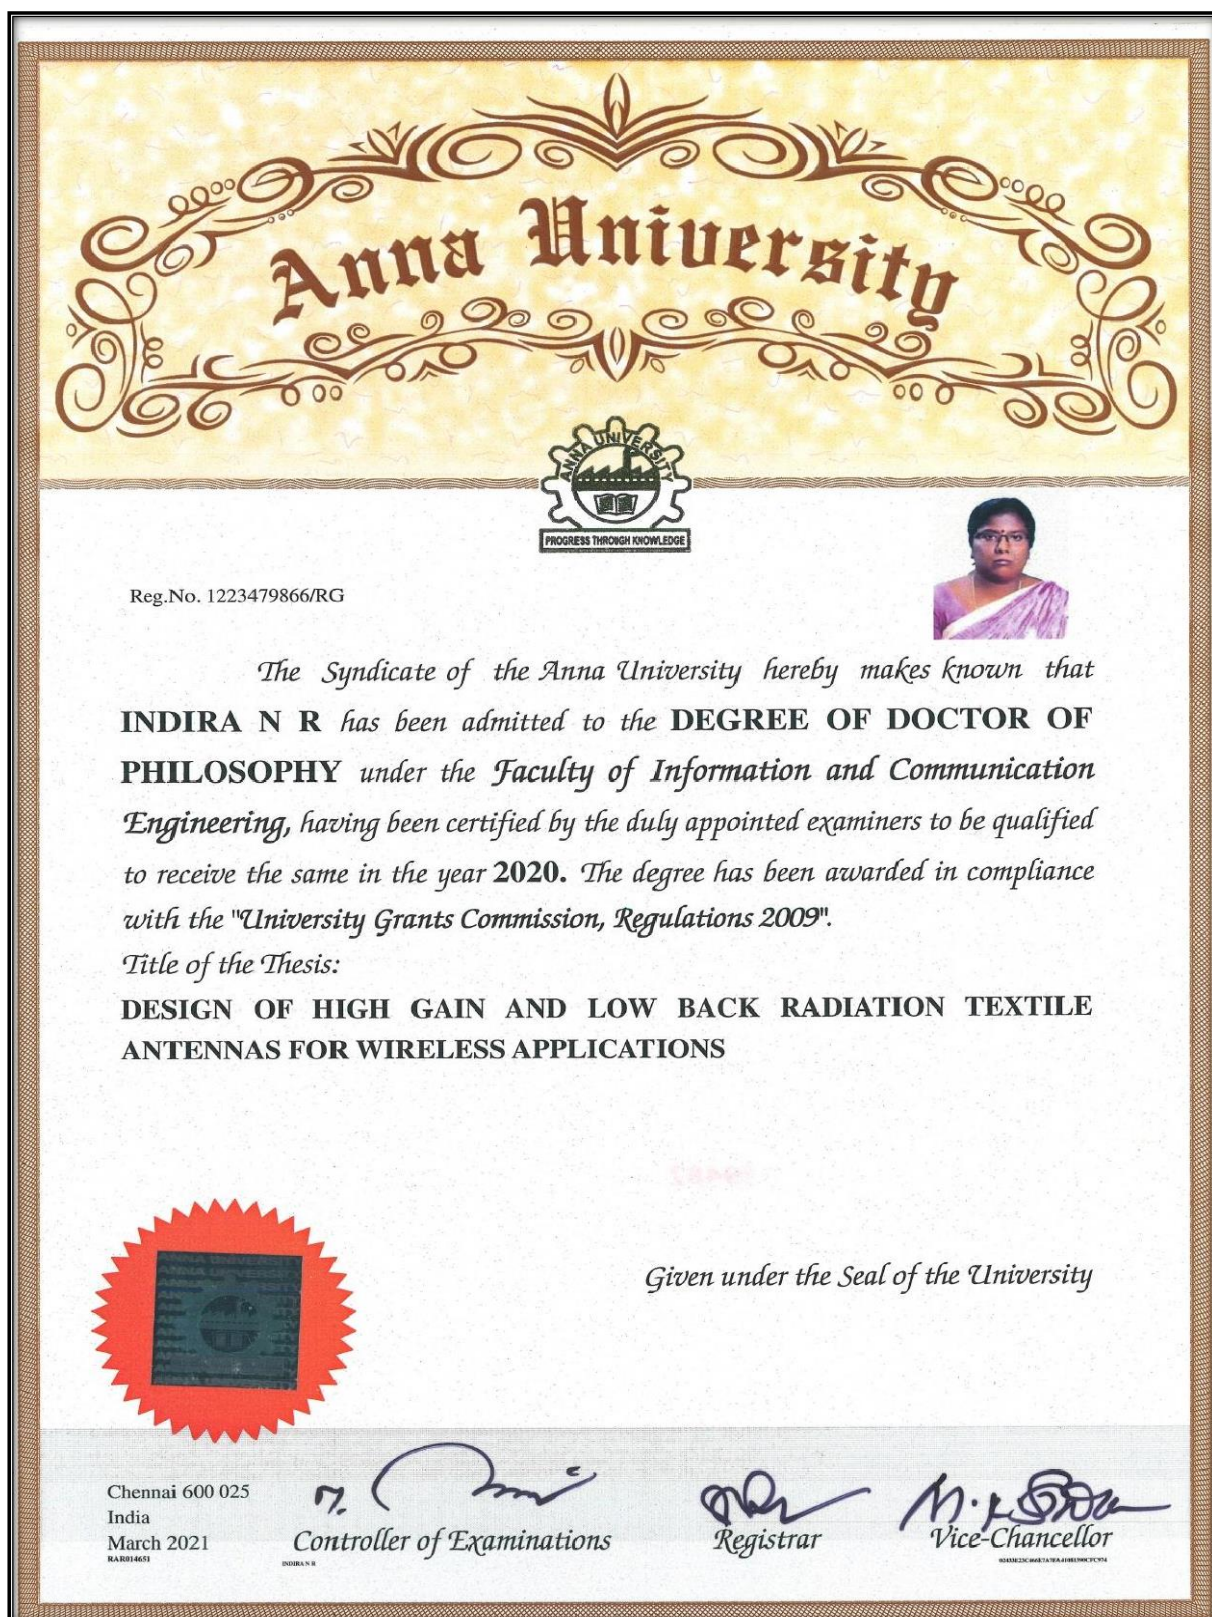 Anna University
ANNA UNIVERSITY
PROGRESS THROUGH KNOWLEDGE
Reg.No. 1223479866/RG
The Syndicate of the Anna University hereby makes known that
INDIRA N R has been admitted to the DEGREE OF DOCTOR OF
PHILOSOPHY under the Faculty of Information and Communication
Engineering, having been certified by the duly appointed examiners to be qualified
to receive the same in the year 2020. The degree has been awarded in compliance
with the "University Grants Commission, Regulations 2009".
Title of the Thesis:
DESIGN OF HIGH GAIN AND LOW BACK RADIATION TEXTILE
ANTENNAS FOR WIRELESS APPLICATIONS
ANNA UNIVERSITY
ANNA UNIVERSITY
Given under the Seal of the University
Chennai 600 025
India
March 2021
RAR014651
Controller of Examinations
INDIRA N R
Registrar
Vice-Chancellor